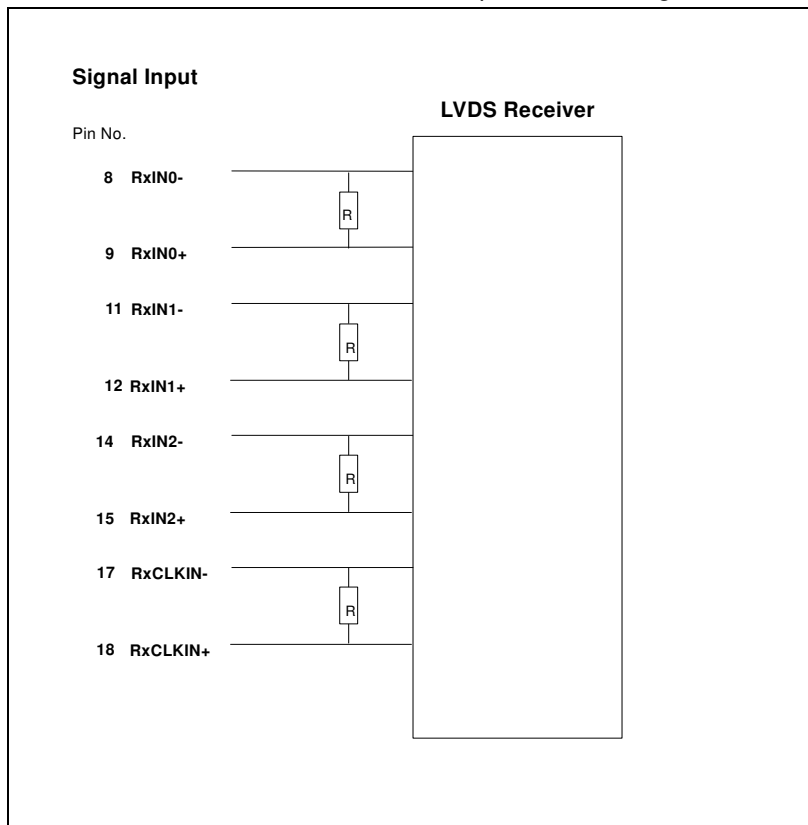 Signal Input
LVDS Receiver
Pin No.
8 RxIN0-
R
9 RxIN0+
11 RxIN1-
R
12 RxIN1+
14 RxIN2-
R
15 RxIN2+
17 RxCLKIN-
R
18 RxCLKIN+